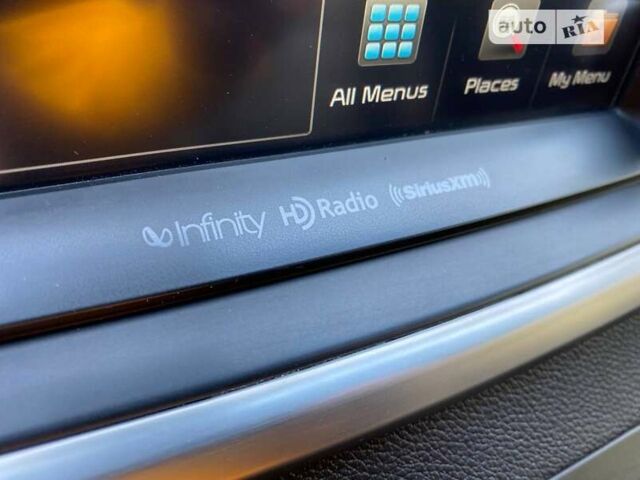 auto RIA
All Menus Places My Menu
Infinity HD Radio ((SiriusXM))